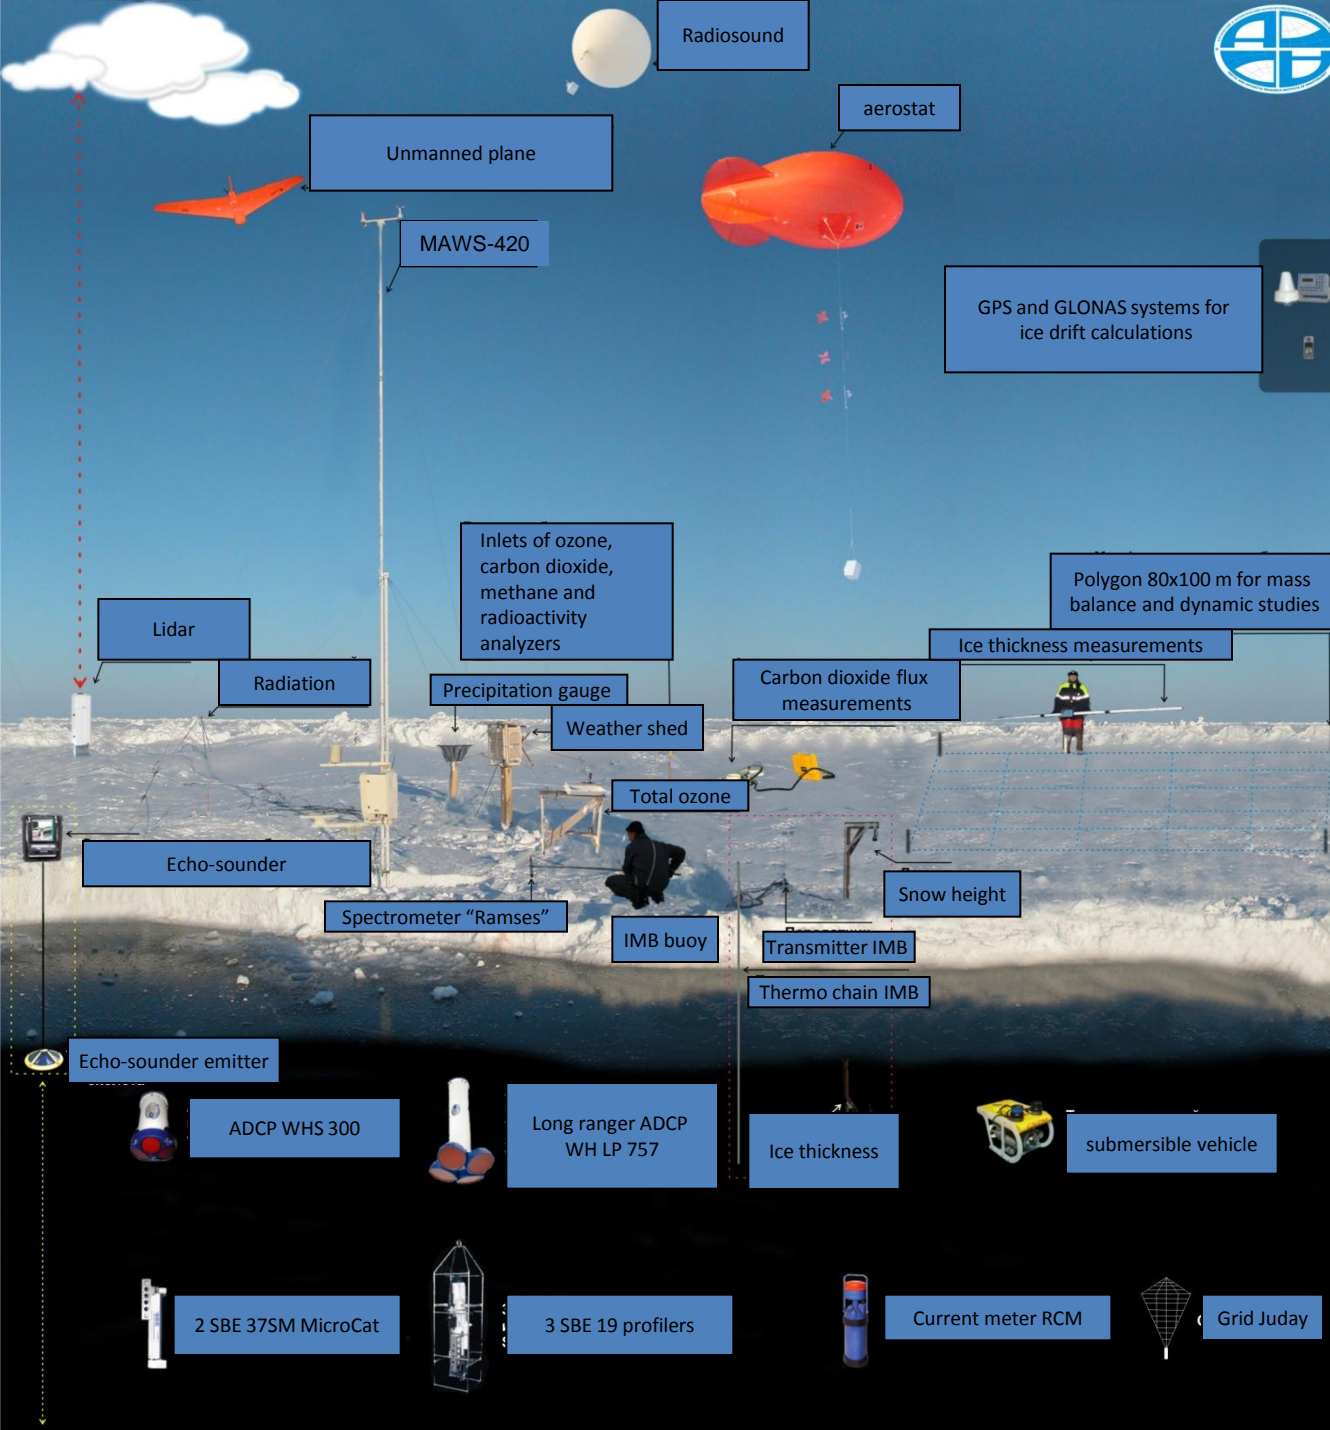 Radiosound
aerostat
Unmanned plane
MAWS-420
GPS and GLONAS systems for
ice drift calculations
Inlets of ozone,
carbon dioxide,
methane and
radioactivity
analyzers
Polygon 80x100 m for mass
balance and dynamic studies
Lidar
Ice thickness measurements
Radiation
Precipitation gauge
Carbon dioxide flux
measurements
Weather shed
Total ozone
Echo-sounder
Snow height
Spectrometer “Ramses”
IMB buoy
Transmitter IMB
Thermo chain IMB
Echo-sounder emitter
ADCP WHS 300
Long ranger ADCP
WH LP 757
Ice thickness
submersible vehicle
2 SBE 37SM MicroCat
3 SBE 19 profilers
Current meter RCM
Grid Juday